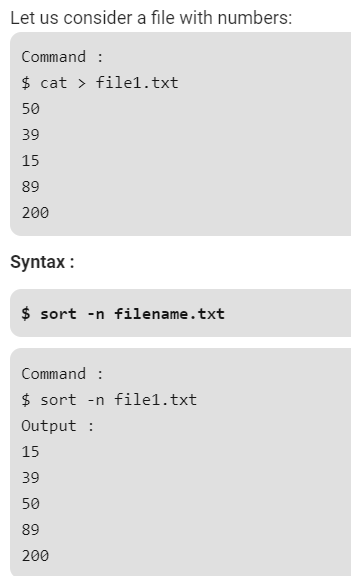 Let us consider a file with numbers:
Command :
$ cat > file1.txt
50
39
15
89
200
Syntax :
$ sort -n filename.txt
Command :
$ sort -n file1.txt
Output :
15
39
50
89
200